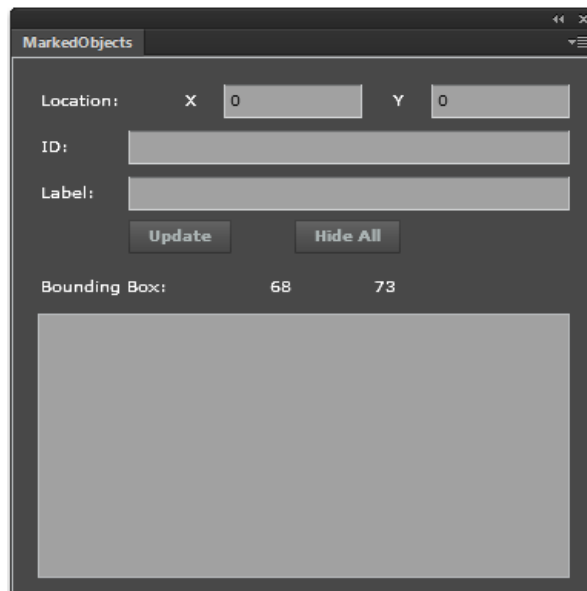 MarkedObjects
Location: X 0 Y 0
ID:
Label:
Update Hide All
Bounding Box: 68 73